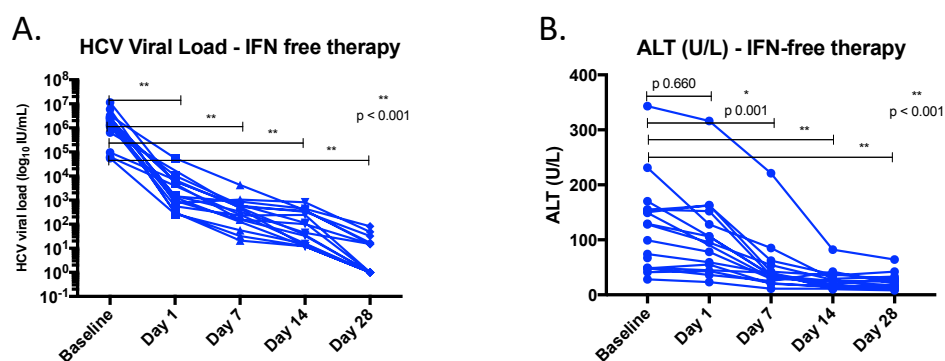 A.
HCV Viral Load - IFN free therapy
HCV viral load (log10 IU/mL)
10^8
10^7
10^6
10^5
10^4
10^3
10^2
10^1
10^0
10^-1
**
**
**
**
**
p < 0.001
Baseline
Day 1
Day 7
Day 14
Day 28
B.
ALT (U/L) - IFN-free therapy
ALT (U/L)
400
300
200
100
0
p 0.660
*
p 0.001
**
**
**
p < 0.001
Baseline
Day 1
Day 7
Day 14
Day 28